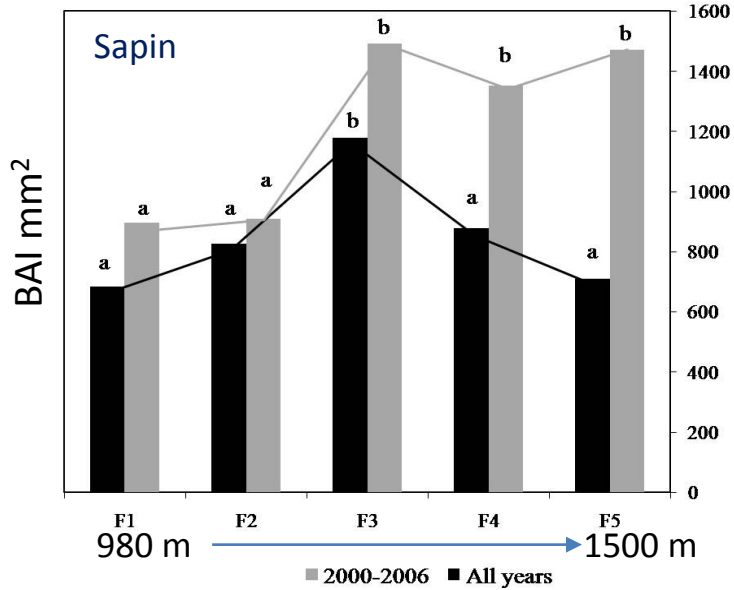 Sapin
BAI mm²
1600
1400
1200
1000
800
600
400
200
0
a a
a a
b b
a b
a b
F1 F2 F3 F4 F5
980 m 1500 m
2000-2006 All years